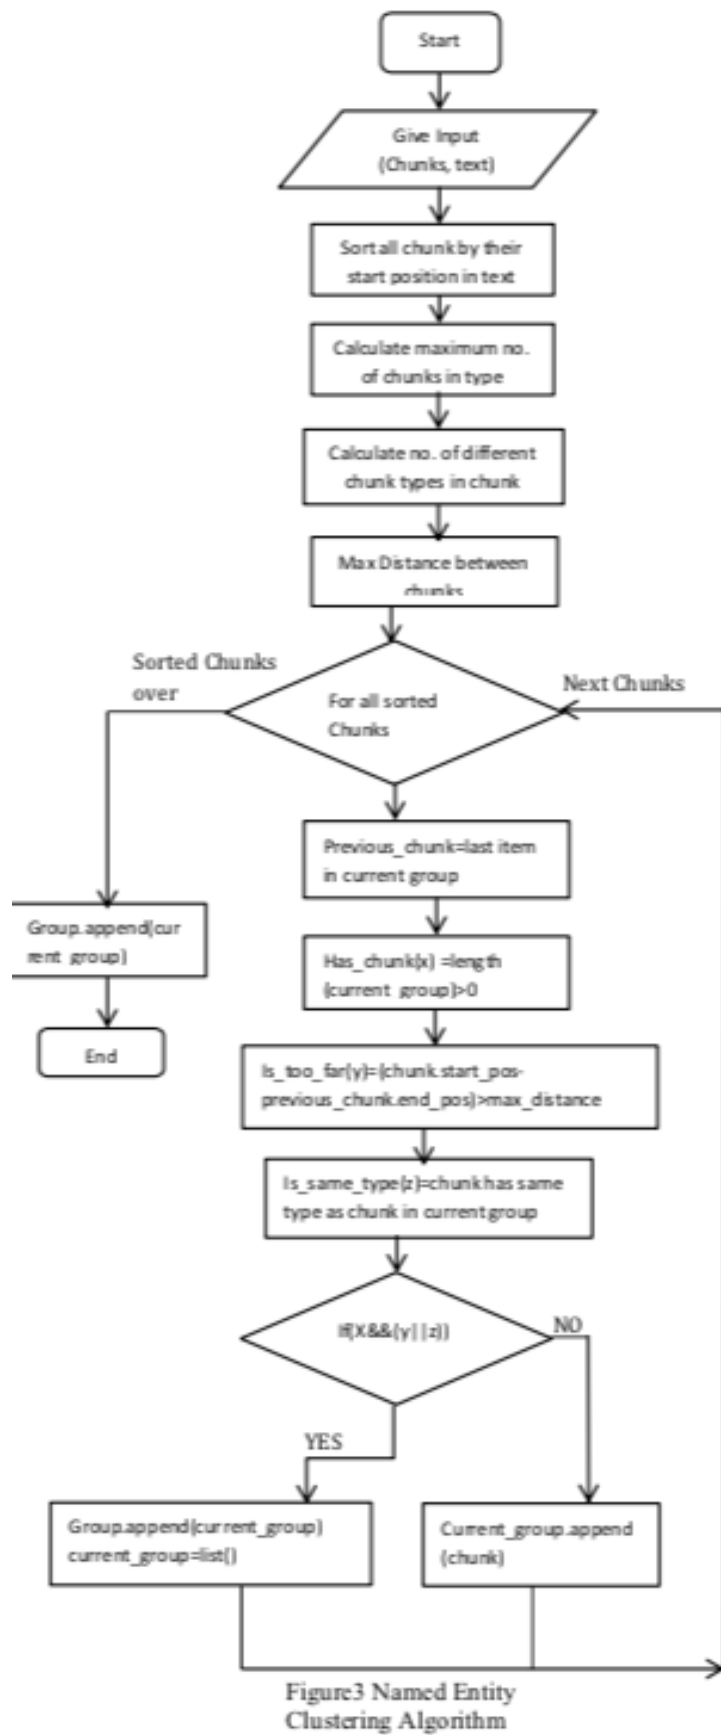 Start
Give Input
(Chunks, text)
Sort all chunk by their
start position in text
Calculate maximum no.
of chunks in type
Calculate no. of different
chunk types in chunk
Max Distance between
chunks
Sorted Chunks
over
For all sorted
Chunks
Next Chunks
Previous_chunk=last item
in current group
Group.append(cur
rent_group)
Has_chunk(x) =length
(current_group)>0
End
Is_too_far(y)=(chunk.start_pos-
previous_chunk.end_pos)>max_distance
Is_same_type(z)=chunk has same
type as chunk in current group
If(X&&(y||z))
NO
YES
Group.append(current_group)
current_group=list()
Current_group.append
(chunk)
Figure3 Named Entity
Clustering Algorithm